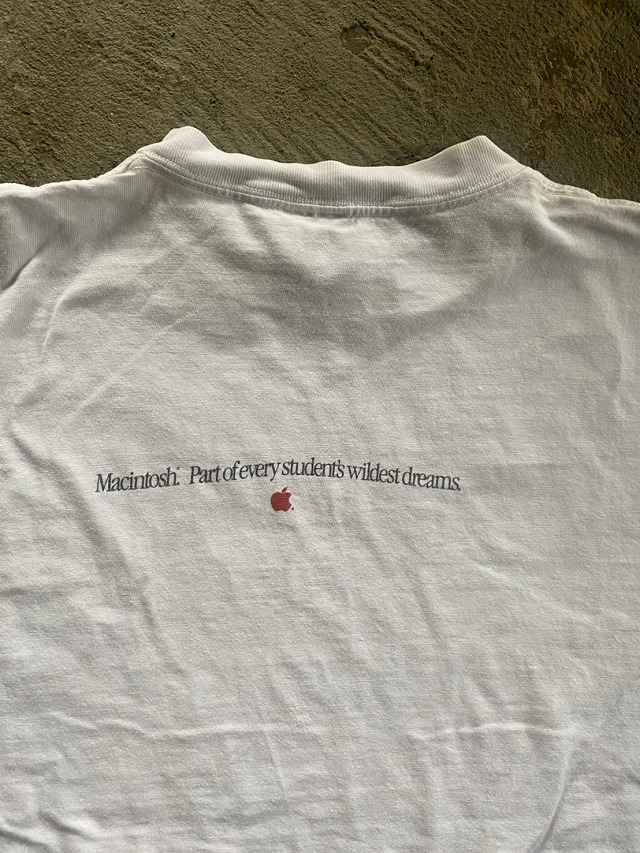 Macintosh. Part of every student's wildest dreams.